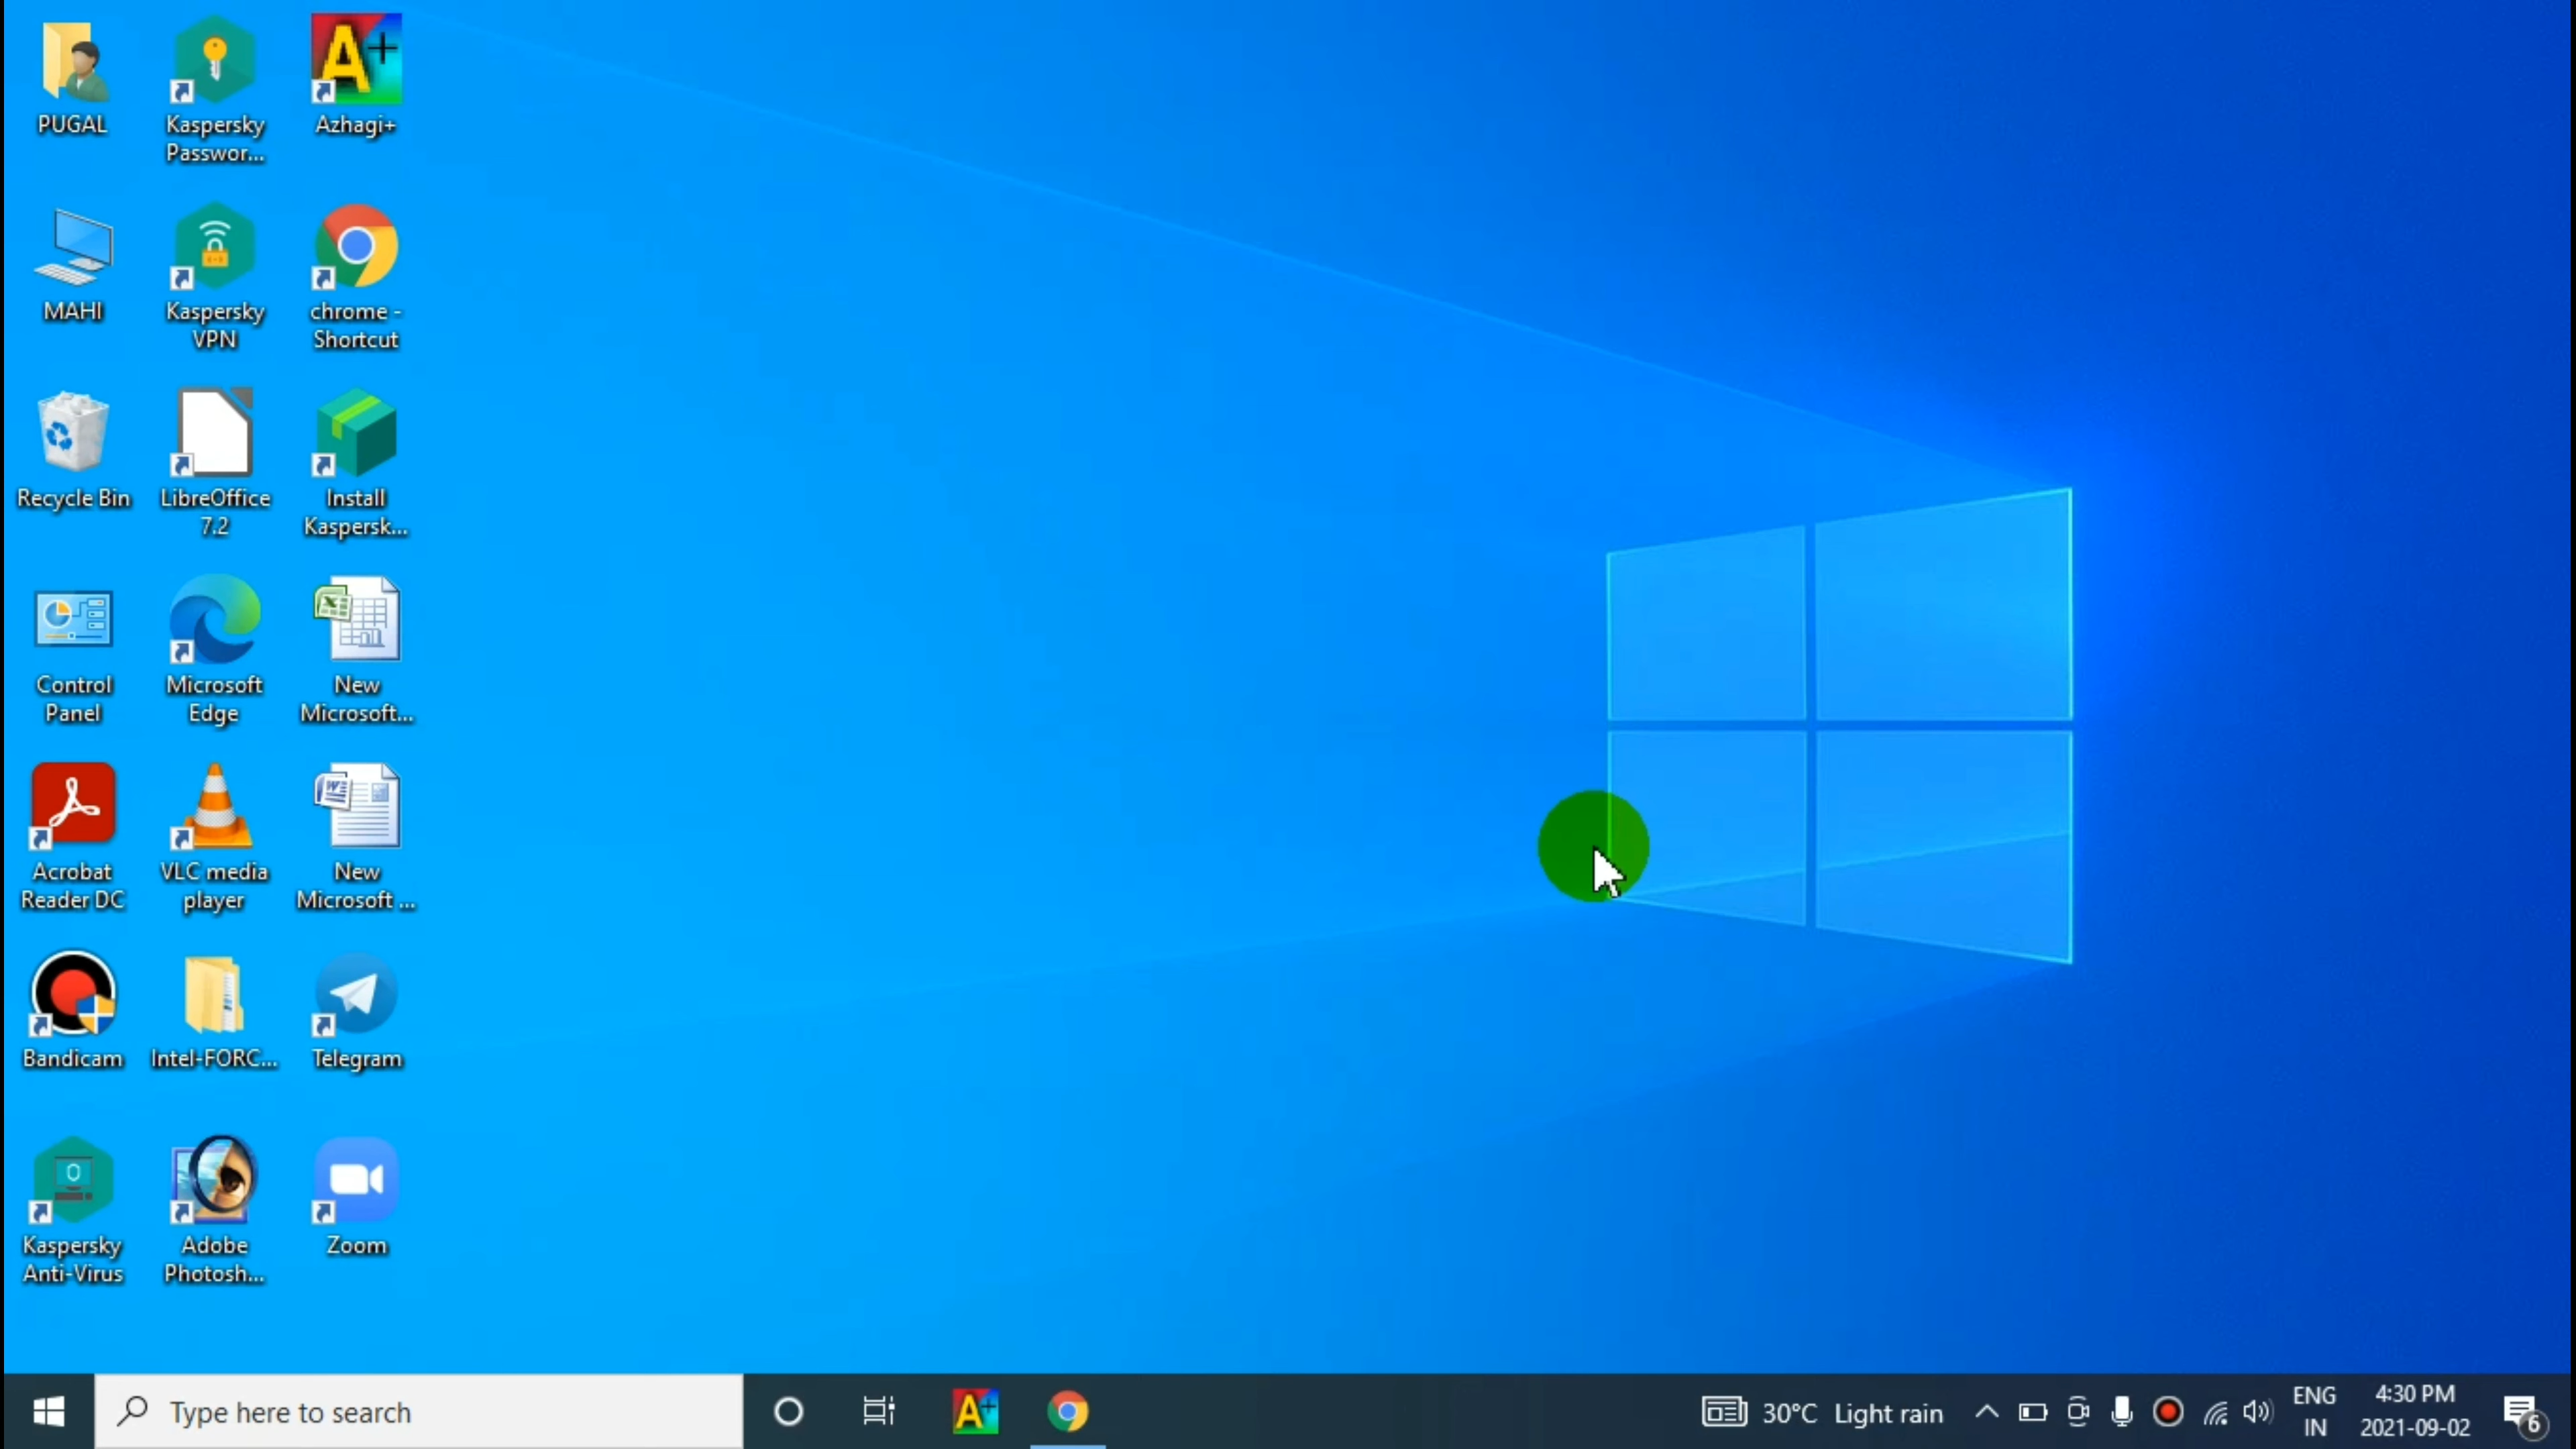 PUGAL
Kaspersky
Passwor...
A+
Azhagi+
MAHI
Kaspersky
VPN
chrome -
Shortcut
Recycle Bin
LibreOffice
7.2
Install
Kaspersk...
Control
Panel
Microsoft
Edge
New
Microsoft...
Acrobat
Reader DC
VLC media
player
New
Microsoft ...
Bandicam
Intel-FORC...
Telegram
Kaspersky
Anti-Virus
Adobe
Photosh...
Zoom
Type here to search
A+
30°C Light rain
ENG
IN
4:30 PM
2021-09-02
6